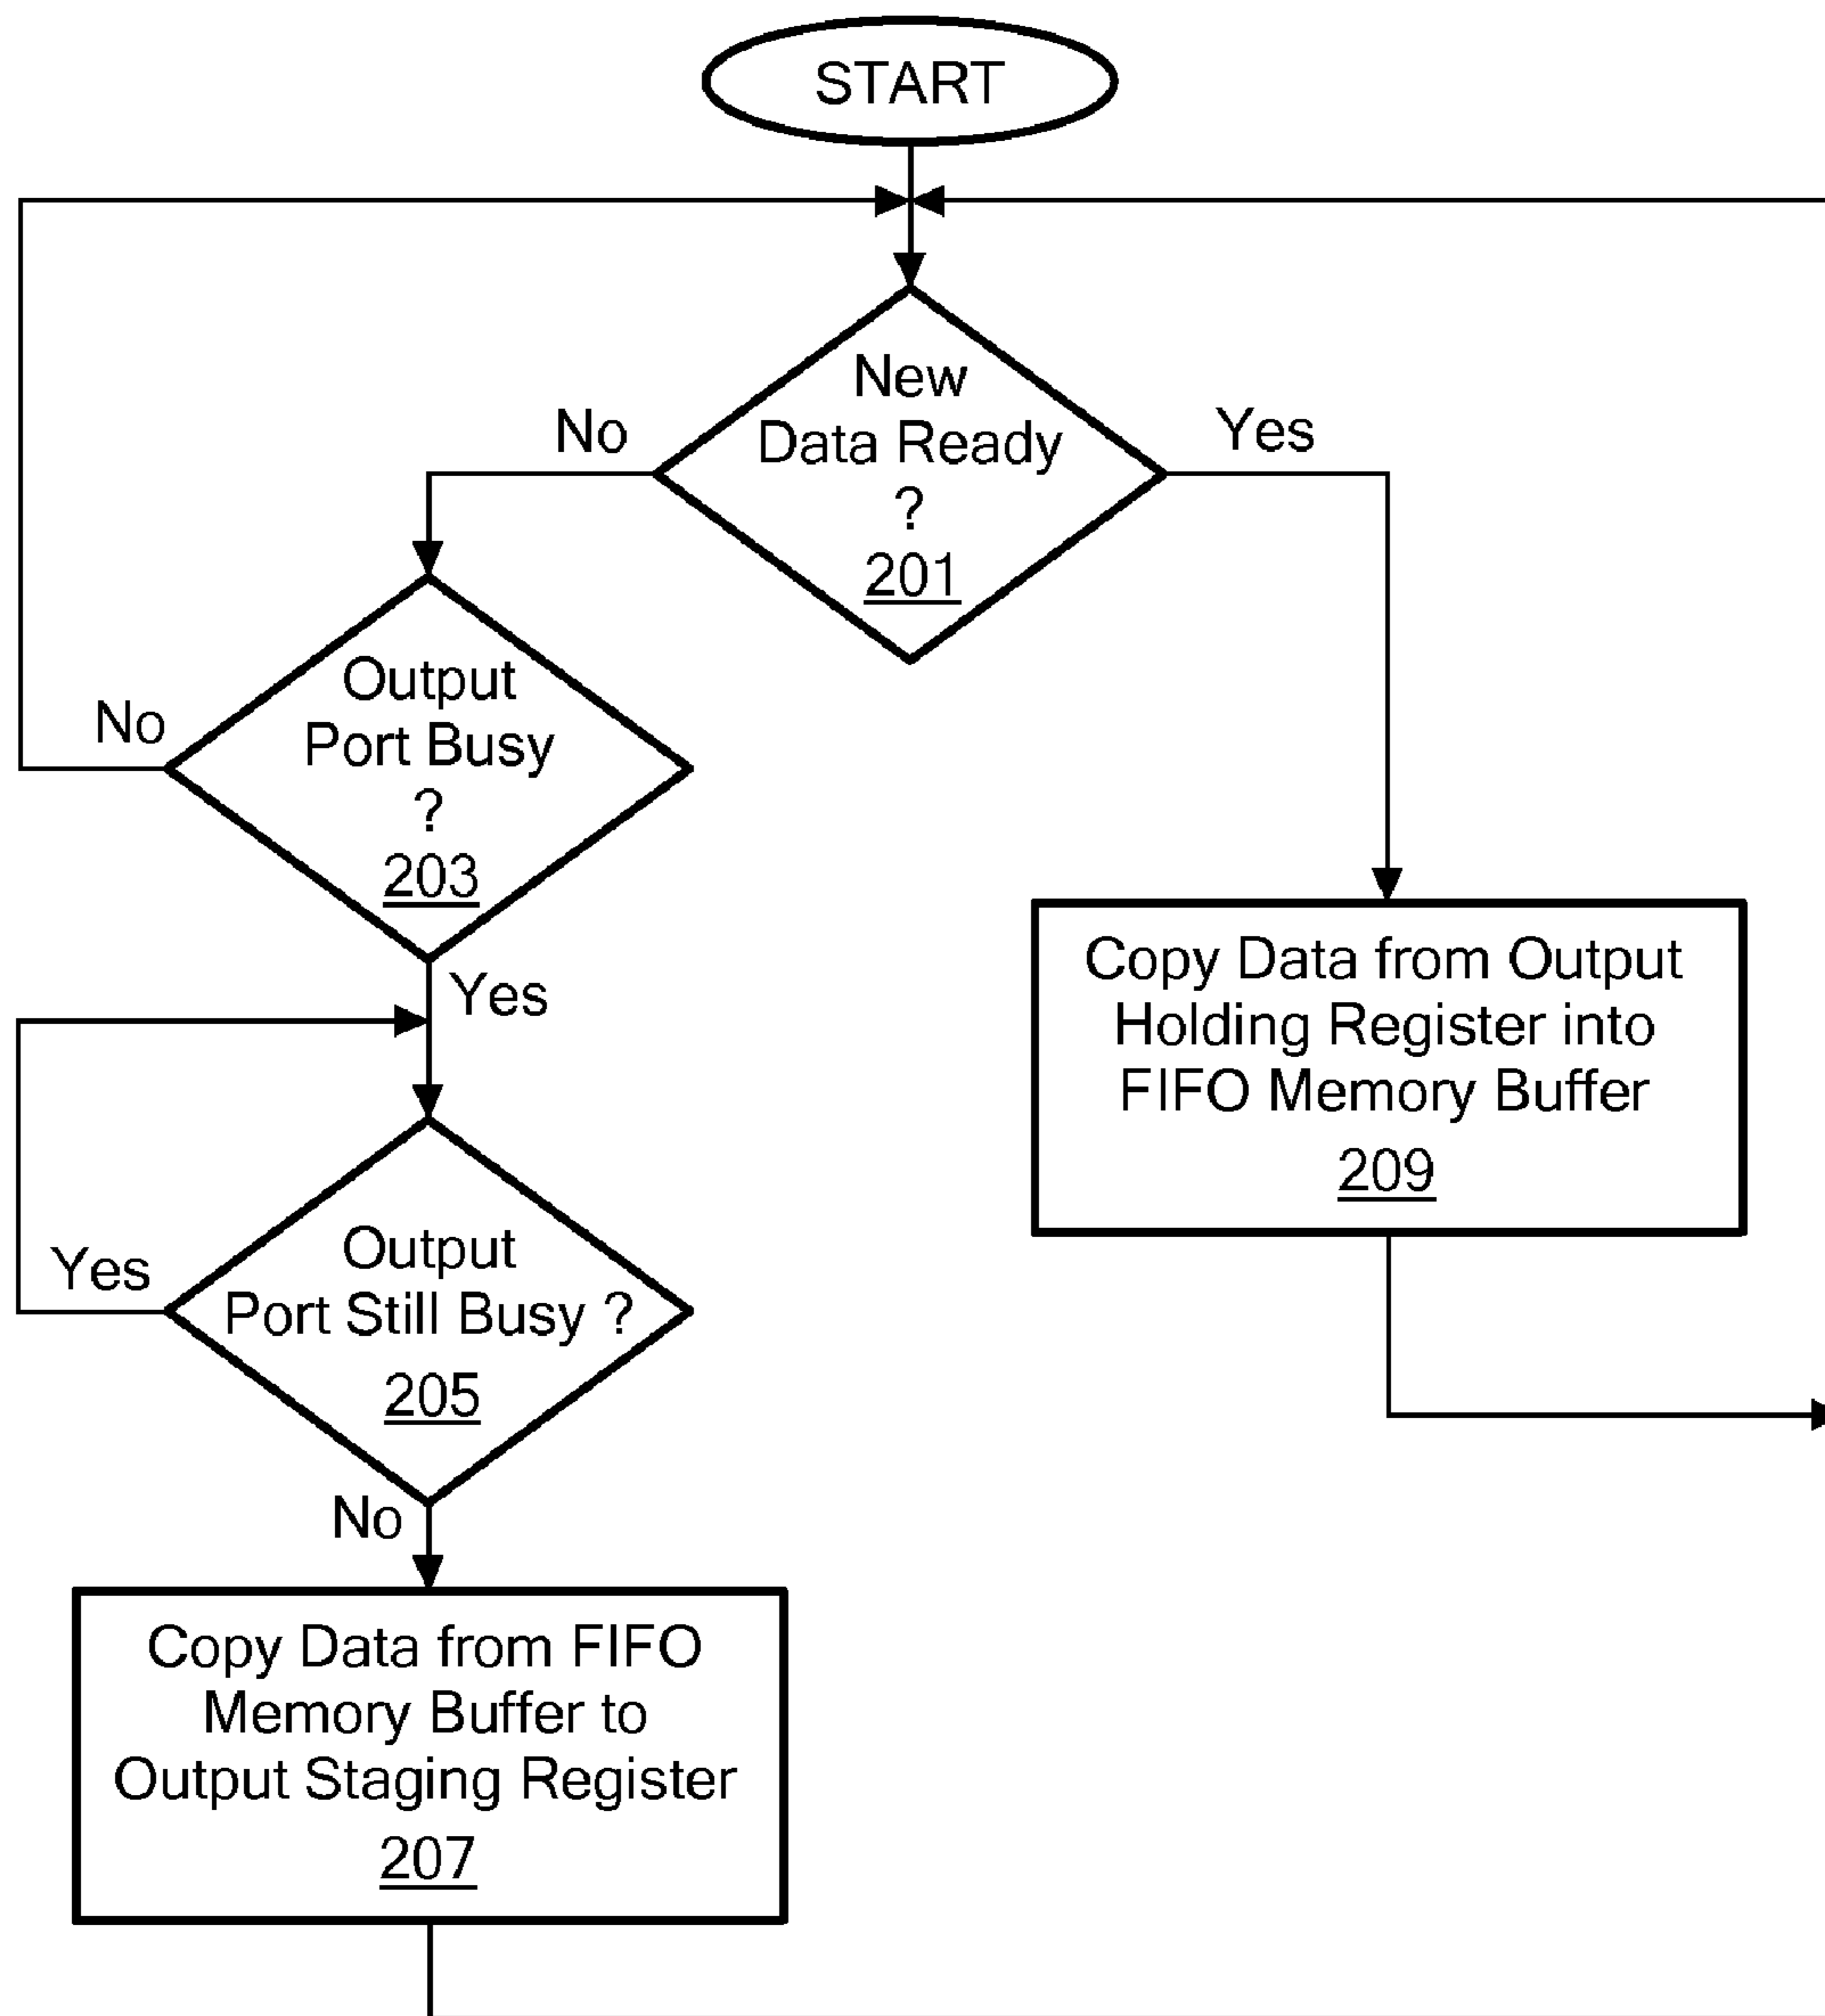 START
New
Data Ready
?
201
No
Yes
Output
Port Busy
?
203
No
Yes
Copy Data from Output
Holding Register into
FIFO Memory Buffer
209
Output
Port Still Busy ?
205
Yes
No
Copy Data from FIFO
Memory Buffer to
Output Staging Register
207